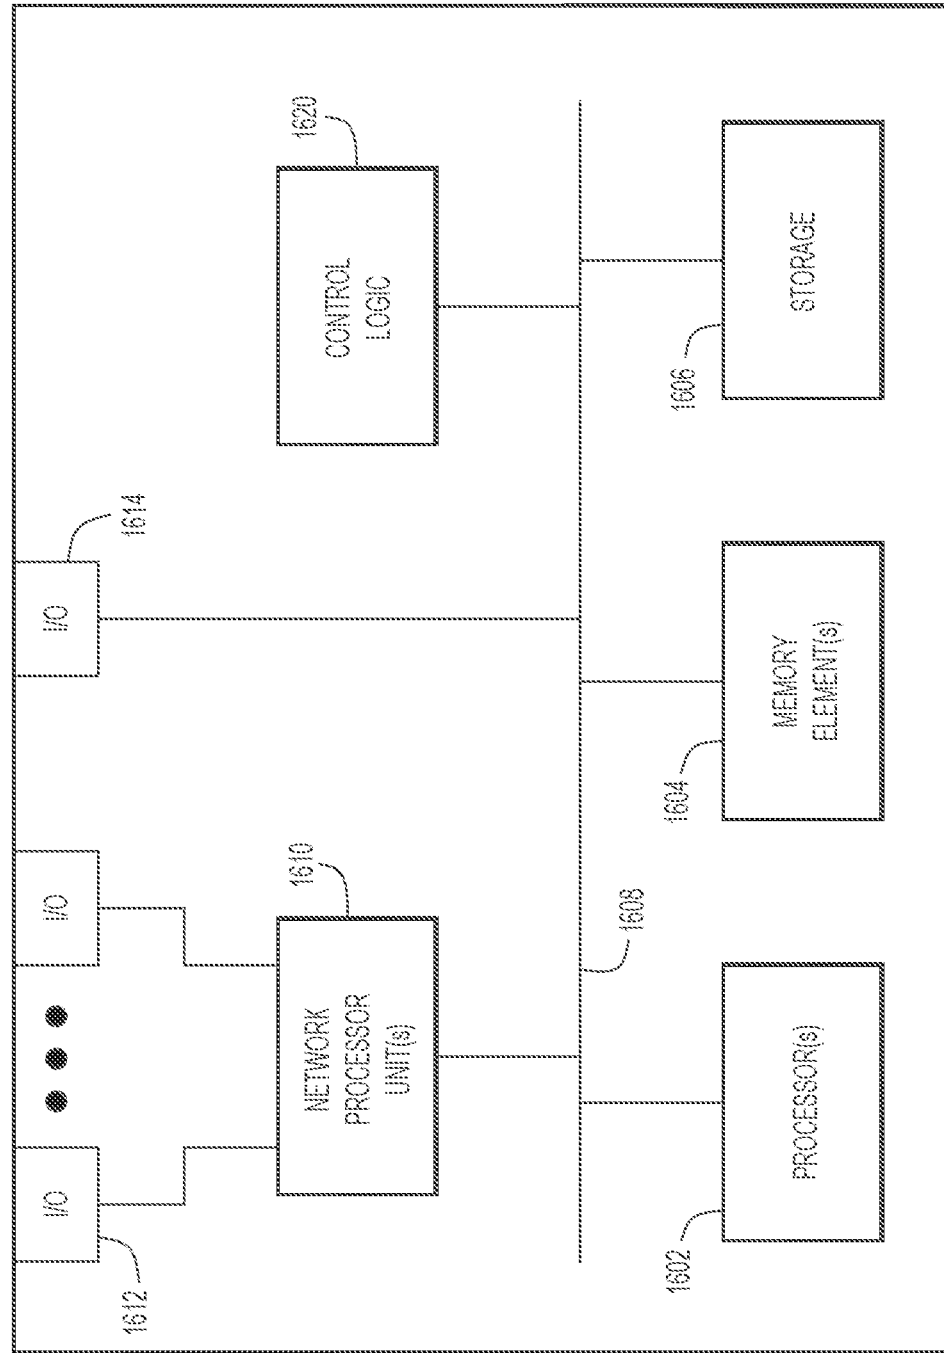 I/O
I/O
I/O
1612
1614
NETWORK
PROCESSOR
UNIT(s)
1610
CONTROL
LOGIC
1620
1608
1602
PROCESSOR(s)
1604
MEMORY
ELEMENT(s)
1606
STORAGE